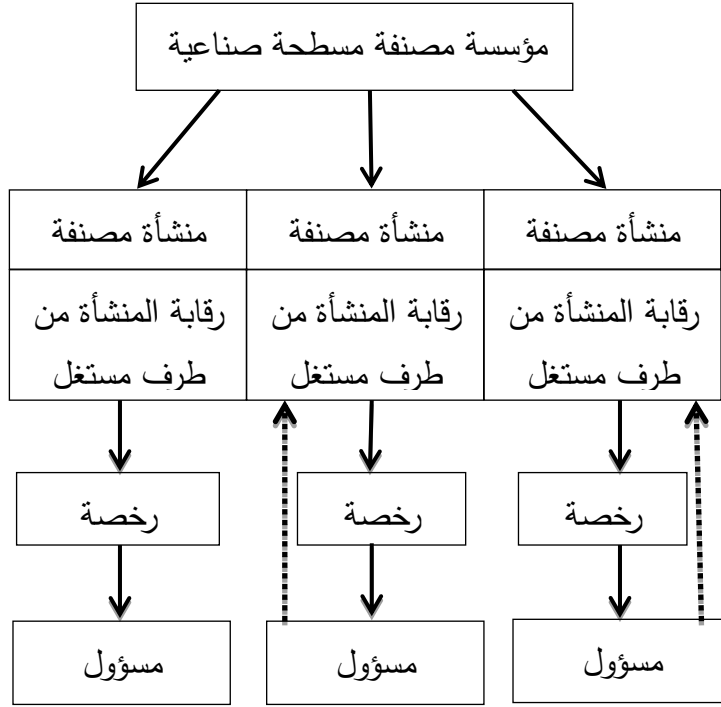 مؤسسة مصنفة مسطحة صناعية
منشأة مصنفة
منشأة مصنفة
منشأة مصنفة
رقابة المنشأة من
طرف مستغل
رقابة المنشأة من
طرف مستغل
رقابة المنشأة من
طرف مستغل
رخصة
رخصة
رخصة
مسؤول
مسؤول
مسؤول